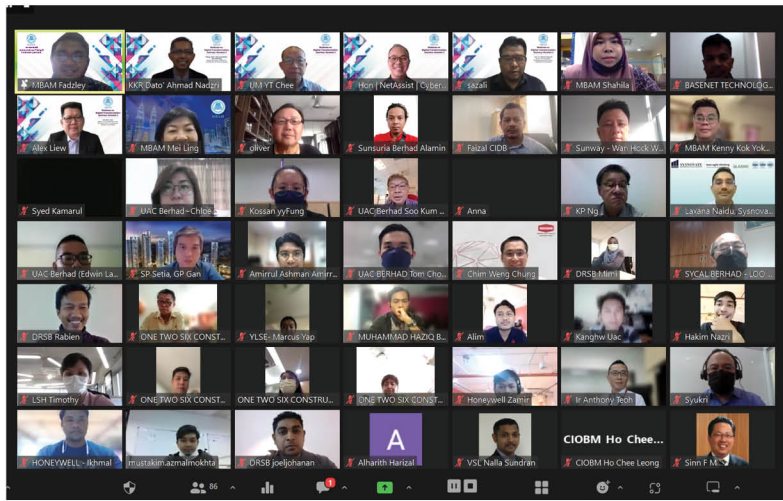 MBAM Fadzley
KKR Dato' Ahmad Nadzri
UM YT Chee
Hon (NetAssist | Cyber...
sazali
MBAM Shahila
BASENET TECHNOLOG...
Alex Liew
MBAM Mei Ling
oliver
Sunsuria Berhad Alamin
Faizal CIDB
Sunway - Wan Hock W...
MBAM Kenny Kok Yok...
Syed Kamarul
UAC Berhad~Chloe
Kossan yyFung
UAC Berhad Soo Kum ...
Anna
KP Ng
Laxana Naidu, Sysnova...
UAC Berhad (Edwin La...
SP Setia, GP Gan
Amirrul Ashman Amirr...
UAC BERHAD Tom Cho...
Chim Weng Chung
DRSB Mimi
SYCAL BERHAD - LOO
DRSB Rabien
ONE TWO SIX CONST...
YLSE- Marcus Yap
MUHAMMAD HAZIQ B...
Alim
Kanghw Uac
Hakim Nazri
LSH Timothy
ONE TWO SIX CONST...
ONE TWO SIX CONSTRU...
ONE TWO SIX CONST...
Honeywell Zamir
Ir Anthony Teoh
Syukri
HONEYWELL - Ikhmal
mustakim.azmalmokhta
DRSB joeljohanan
A
Alharith Harizal
VSL Nalla Sundran
CIOBM Ho Chee...
CIOBM Ho Chee Leong
Sinn F M
86
1